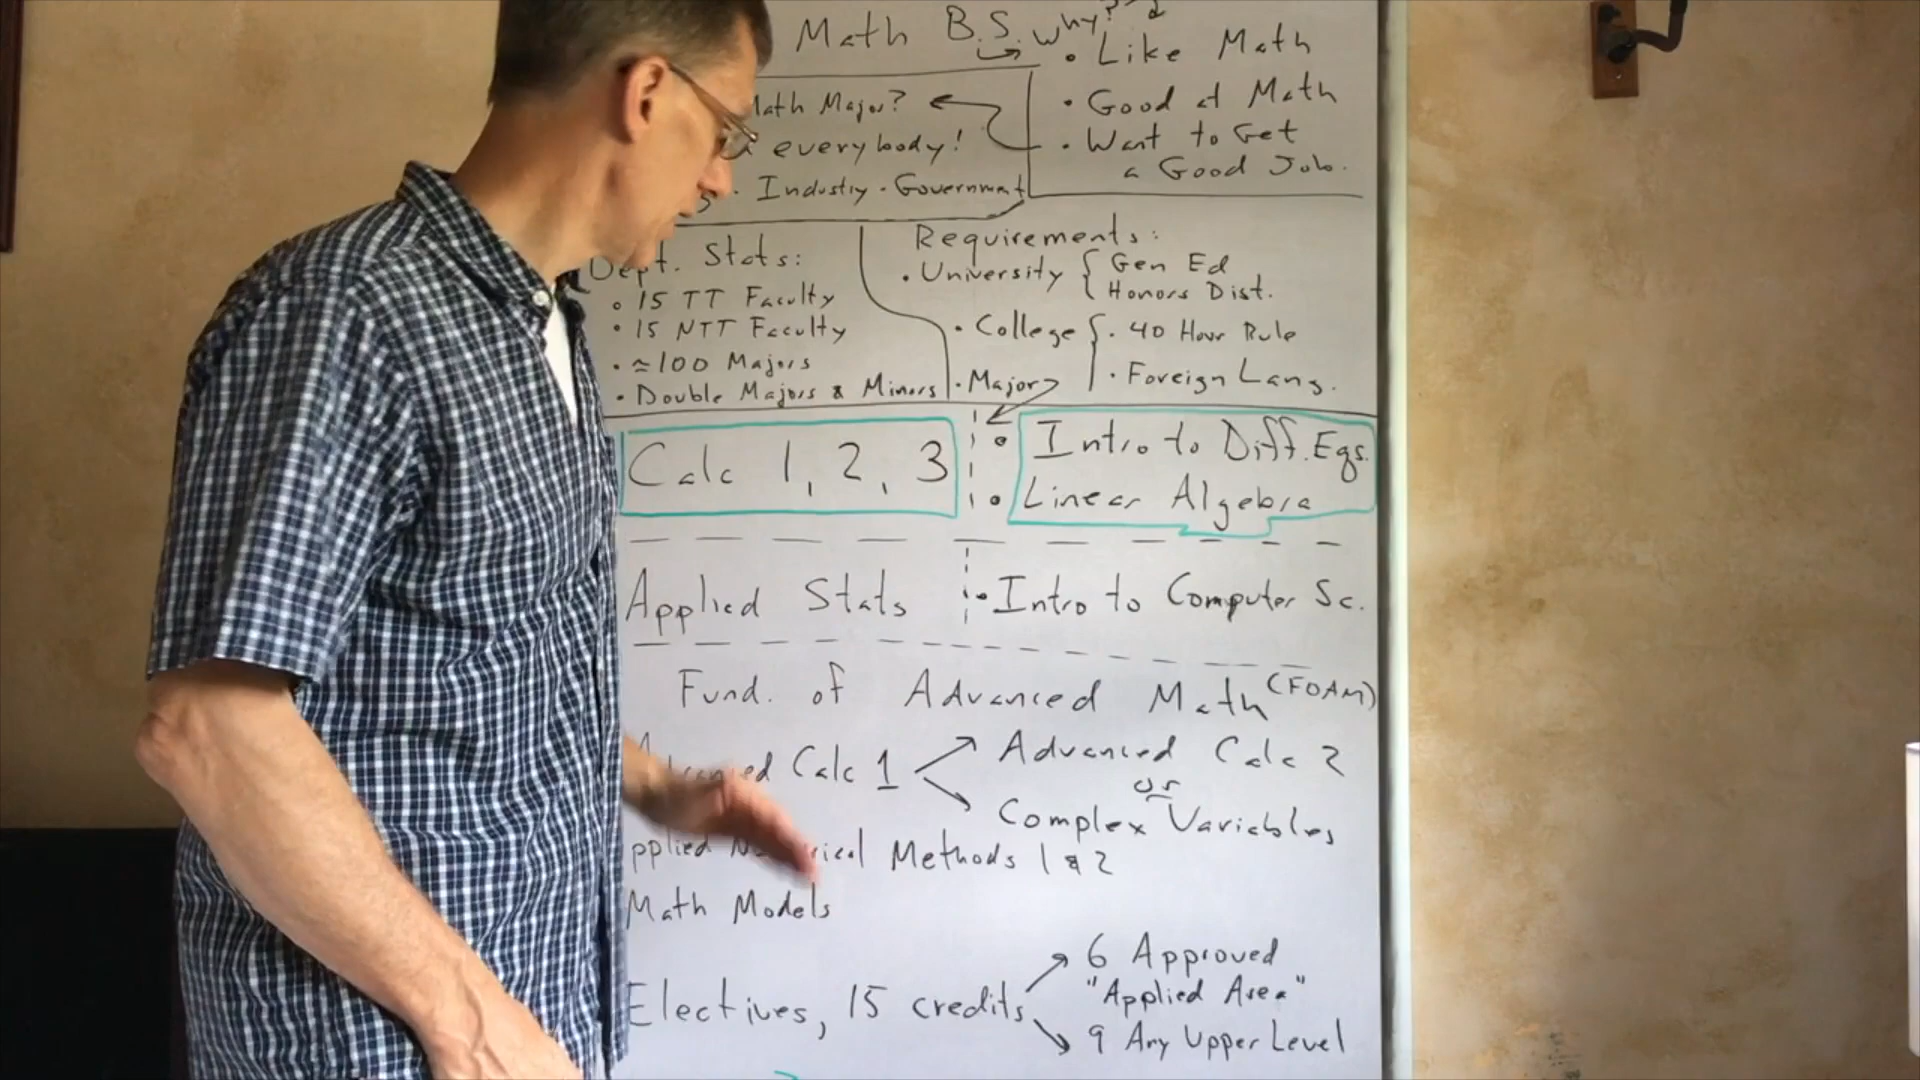 Math B.S. Why?
• Like Math
• Good at Math
• Want to Get
a Good Job.
Math Major?
everybody!
• Industry • Government
Dept. Stats:
• 15 TT Faculty
• 15 NTT Faculty
• ≈100 Majors
• Double Majors & Minors
Requirements:
• University { Gen Ed
Honors Dist.
• College { • 40 Hour Rule
• Foreign Lang.
• Major
Calc 1, 2, 3
• Intro to Diff. Eqs.
• Linear Algebra
Applied Stats
• Intro to Computer Sc.
Fund. of Advanced Math (FOAM)
Advanced Calc 1
Advanced Calc 2
or
Complex Variables
pplied Numerical Methods 1 & 2
Math Models
Electives, 15 credits
6 Approved
"Applied Area"
9 Any Upper Level